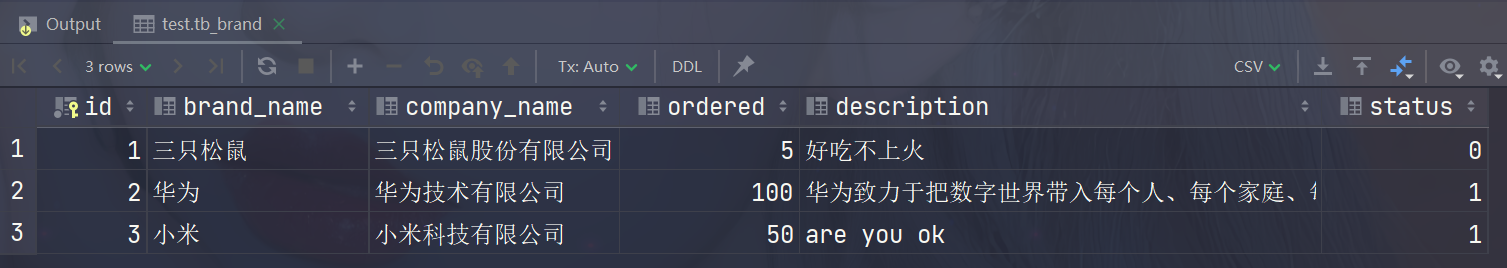 Output test.tb_brand
3 rows Tx: Auto DDL CSV
id brand_name company_name ordered description status
1 1 三只松鼠 三只松鼠股份有限公司 5 好吃不上火 0
2 2 华为 华为技术有限公司 100 华为致力于把数字世界带入每个人、每个家庭、 1
3 3 小米 小米科技有限公司 50 are you ok 1